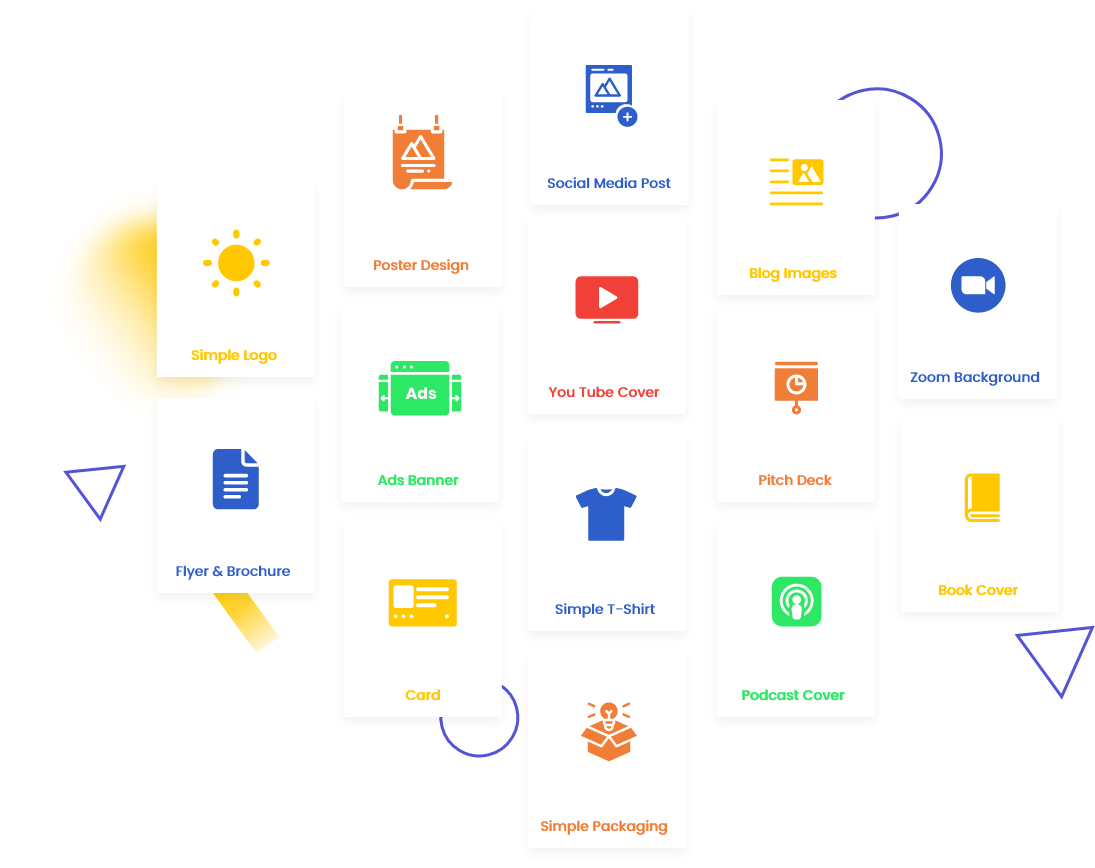 Social Media Post
Poster Design
Blog Images
Simple Logo
Zoom Background
You Tube Cover
Ads
Ads Banner
Pitch Deck
Flyer & Brochure
Book Cover
Simple T-Shirt
Card
Podcast Cover
Simple Packaging